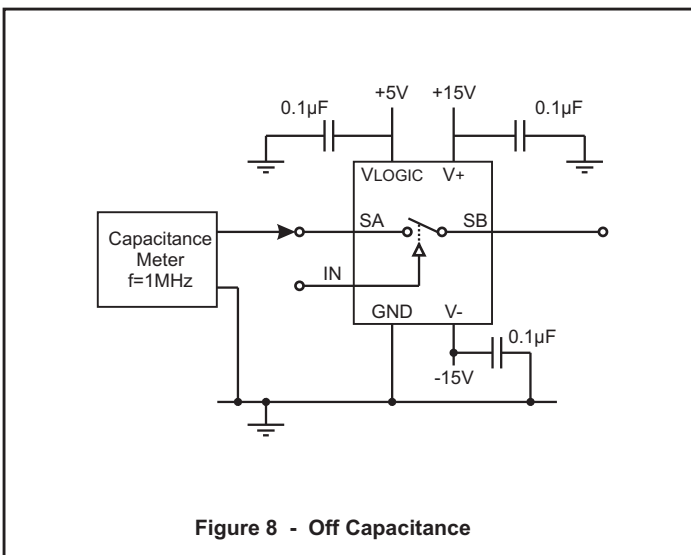 +5V +15V
0.1µF 0.1µF
VLOGIC V+
SA SB
Capacitance
Meter
f=1MHz
IN
GND V-
0.1µF
-15V
Figure 8 - Off Capacitance